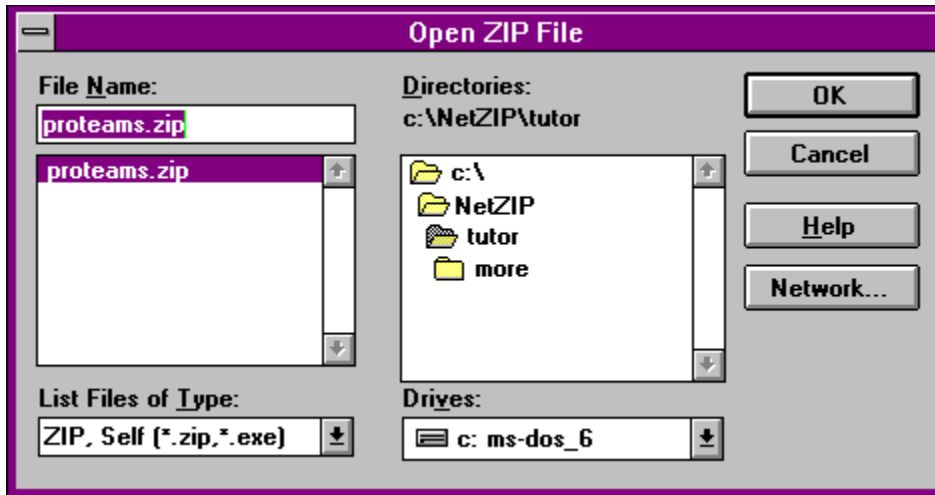 Open ZIP File
File Name:
proteams.zip
proteams.zip
List Files of Type:
ZIP, Self (*.zip,*.exe)
Directories:
c:\NetZIP\tutor
c:\
NetZIP
tutor
more
Drives:
c: ms-dos_6
OK
Cancel
Help
Network...